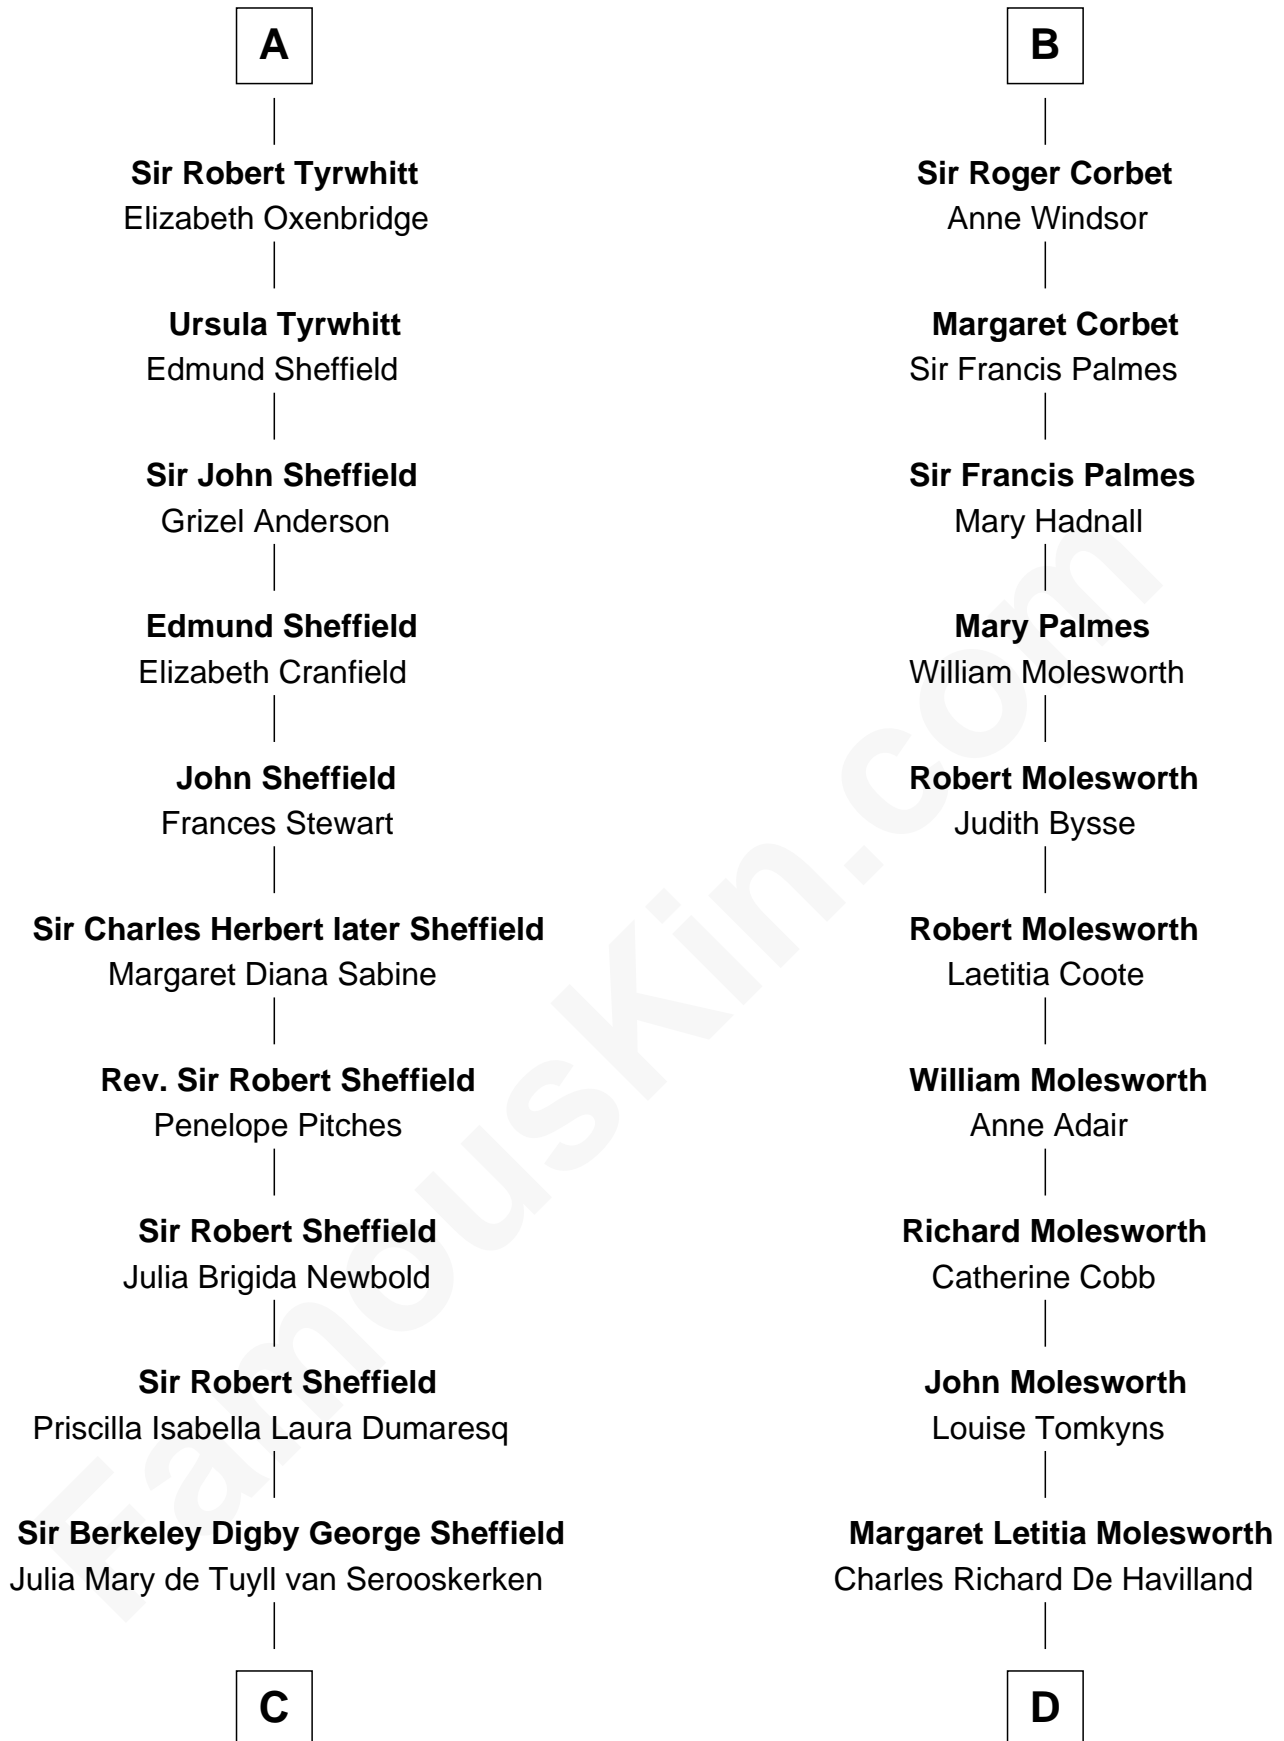 A
Sir Robert Tyrwhitt
Elizabeth Oxenbridge
Ursula Tyrwhitt
Edmund Sheffield
Sir John Sheffield
Grizel Anderson
Edmund Sheffield
Elizabeth Cranfield
John Sheffield
Frances Stewart
Sir Charles Herbert later Sheffield
Margaret Diana Sabine
Rev. Sir Robert Sheffield
Penelope Pitches
Sir Robert Sheffield
Julia Brigida Newbold
Sir Robert Sheffield
Priscilla Isabella Laura Dumaresq
Sir Berkeley Digby George Sheffield
Julia Mary de Tuyll van Serooskerken
C
B
Sir Roger Corbet
Anne Windsor
Margaret Corbet
Sir Francis Palmes
Sir Francis Palmes
Mary Hadnall
Mary Palmes
William Molesworth
Robert Molesworth
Judith Bysse
Robert Molesworth
Laetitia Coote
William Molesworth
Anne Adair
Richard Molesworth
Catherine Cobb
John Molesworth
Louise Tomkyns
Margaret Letitia Molesworth
Charles Richard De Havilland
D
FamousKin.com